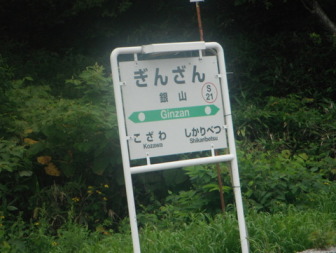 ぎんざん
銀山
S
21
Ginzan
こざわ しかりべつ
Kozawa Shikaribetsu